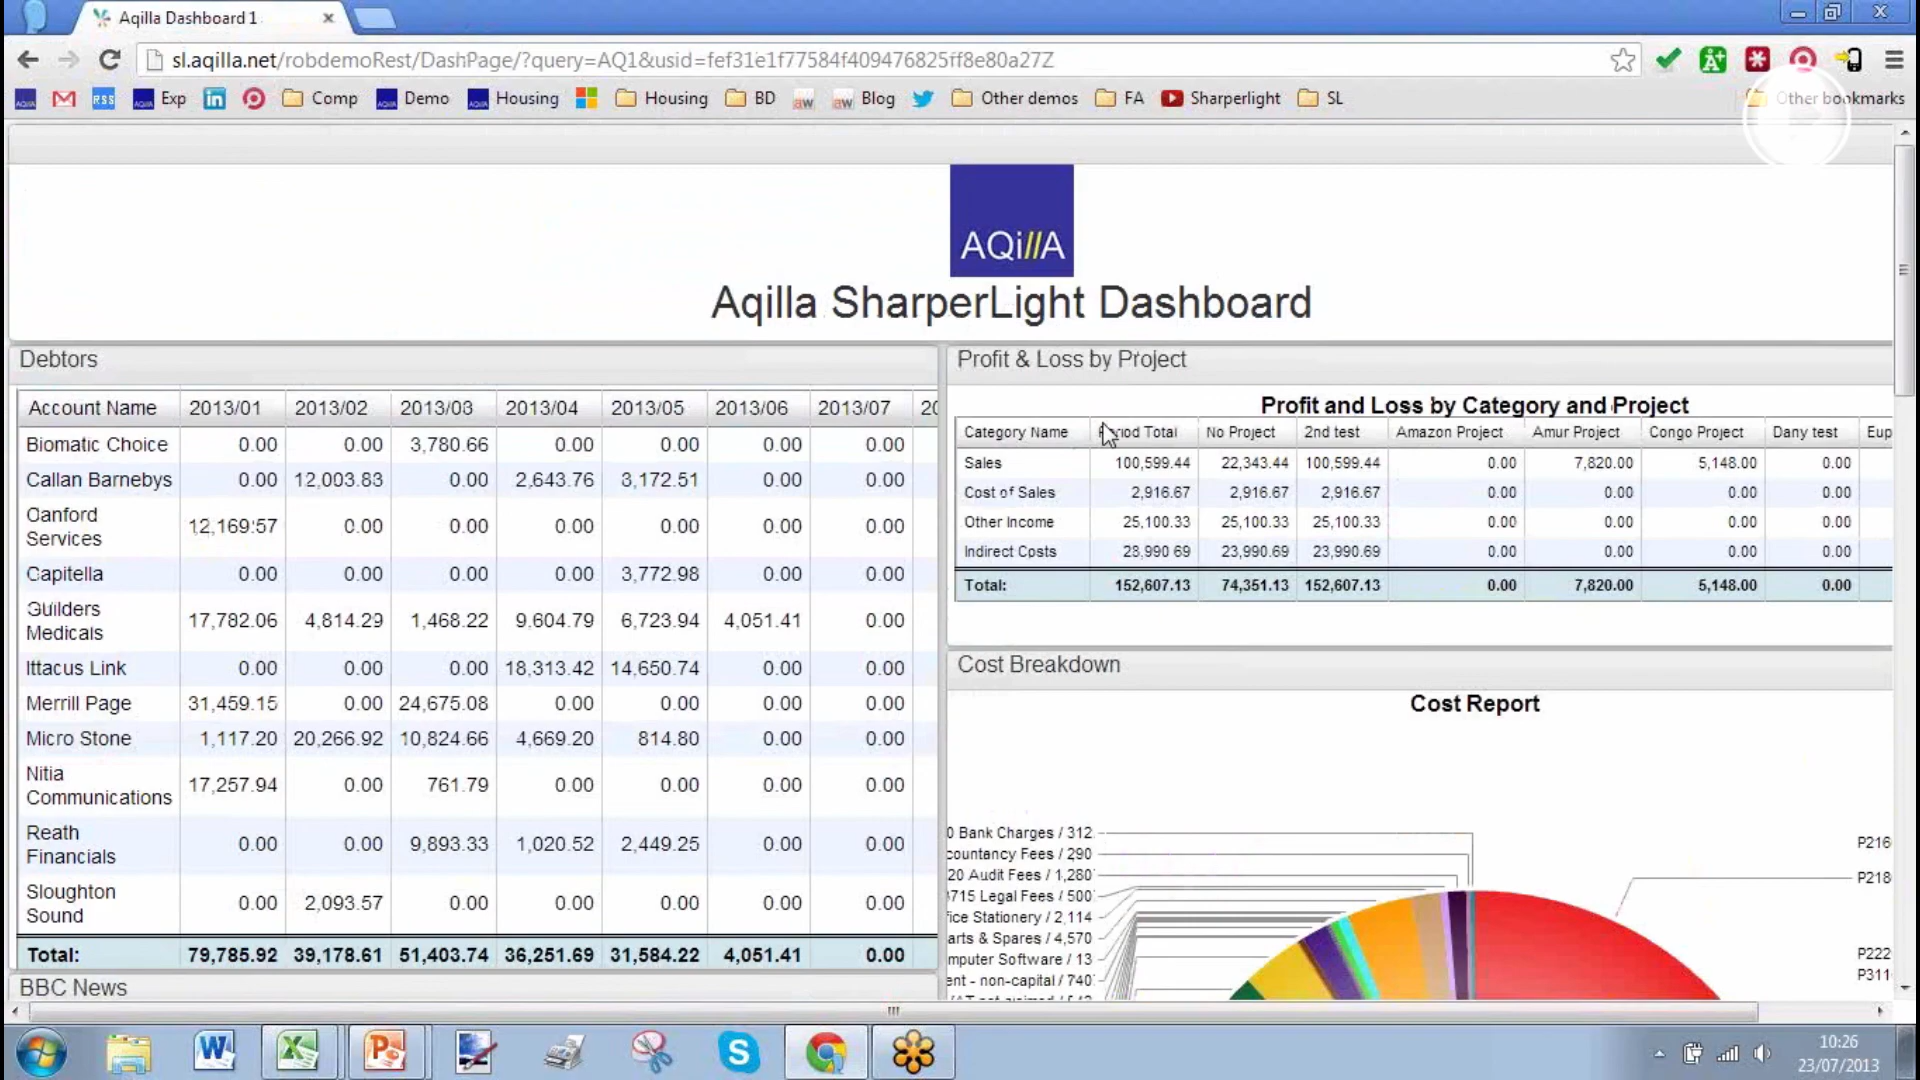 Aqilla Dashboard 1
sl.aqilla.net/robdemoRest/DashPage/?query=AQ1&usid=fef31e1f77584f409476825ff8e80a27Z
Exp Comp Demo Housing Housing BD Blog Other demos FA Sharperlight SL Other bookmarks
AQillA
Aqilla SharperLight Dashboard
Debtors
Account Name 2013/01 2013/02 2013/03 2013/04 2013/05 2013/06 2013/07 20
Biomatic Choice 0.00 0.00 3,780.66 0.00 0.00 0.00 0.00
Callan Barnebys 0.00 12,003.83 0.00 2,643.76 3,172.51 0.00 0.00
Canford
Services 12,169.57 0.00 0.00 0.00 0.00 0.00 0.00
Capitella 0.00 0.00 0.00 0.00 3,772.98 0.00 0.00
Guilders
Medicals 17,782.06 4,814.29 1,468.22 9.604.79 6,723.94 4,051.41 0.00
Ittacus Link 0.00 0.00 0.00 18,313.42 14,650.74 0.00 0.00
Merrill Page 31,459.15 0.00 24,675.08 0.00 0.00 0.00 0.00
Micro Stone 1,117.20 20,266.92 10,824.66 4,669.20 814.80 0.00 0.00
Nitia
Communications 17,257.94 0.00 761.79 0.00 0.00 0.00 0.00
Reath
Financials 0.00 0.00 9,893.33 1,020.52 2,449.25 0.00 0.00
Sloughton
Sound 0.00 2,093.57 0.00 0.00 0.00 0.00 0.00
Total: 79,785.92 39,178.61 51,403.74 36,251.69 31,584.22 4,051.41 0.00
BBC News
Profit & Loss by Project
Profit and Loss by Category and Project
Category Name Period Total No Project 2nd test Amazon Project Amur Project Congo Project Dany test Eup
Sales 100,599.44 22,343.44 100,599.44 0.00 7,820.00 5,148.00 0.00
Cost of Sales 2,916.67 2,916.67 2,916.67 0.00 0.00 0.00 0.00
Other Income 25,100.33 25,100.33 25,100.33 0.00 0.00 0.00 0.00
Indirect Costs 23,990.69 23,990.69 23,990.69 0.00 0.00 0.00 0.00
Total: 152,607.13 74,351.13 152,607.13 0.00 7,820.00 5,148.00 0.00
Cost Breakdown
Cost Report
0 Bank Charges / 312
countancy Fees / 290
20 Audit Fees / 1,280
715 Legal Fees / 500
fice Stationery / 2,114
arts & Spares / 4,570
mputer Software / 13
ent - non-capital / 740
P216
P218
P222
P311
10:26
23/07/2013